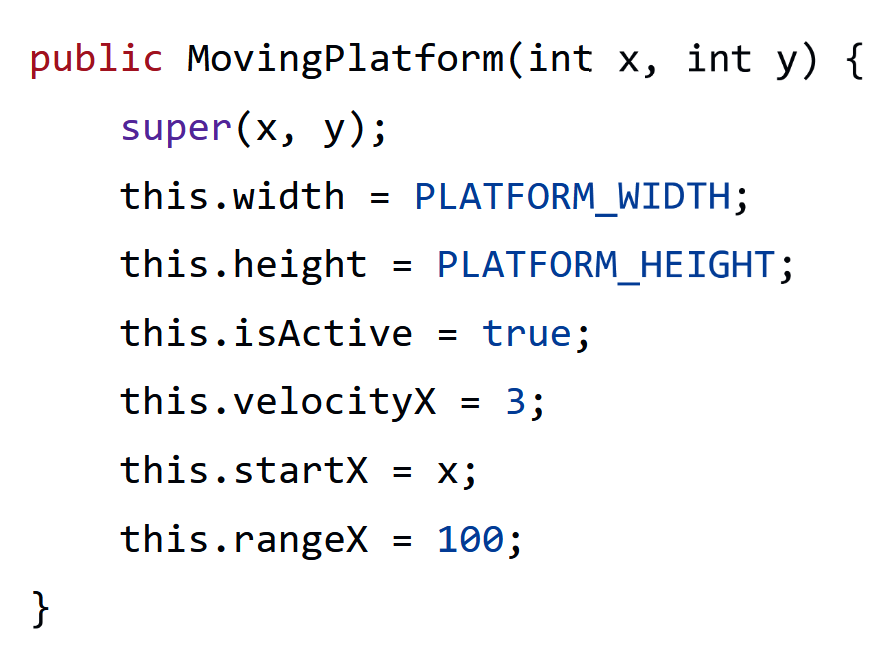 public MovingPlatform(int x, int y) {
    super(x, y);
    this.width = PLATFORM_WIDTH;
    this.height = PLATFORM_HEIGHT;
    this.isActive = true;
    this.velocityX = 3;
    this.startX = x;
    this.rangeX = 100;
}